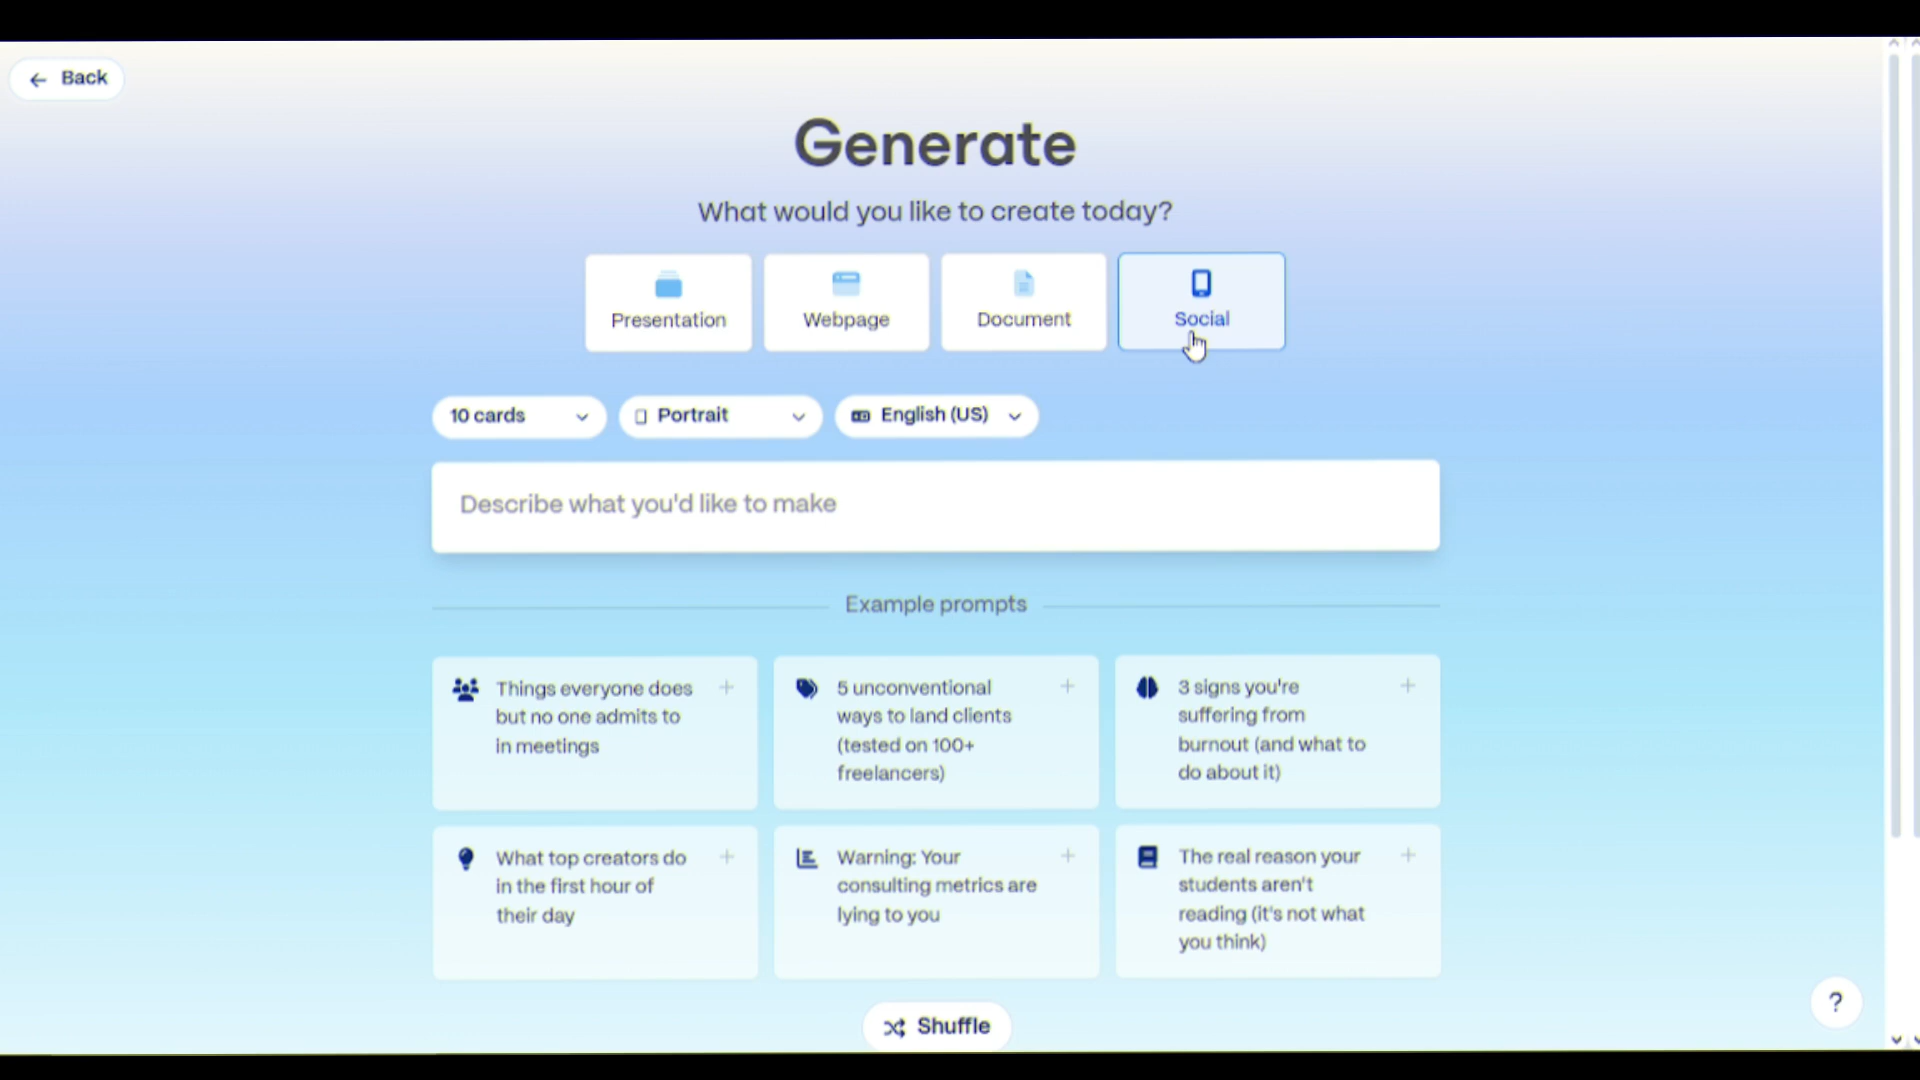 Back
Generate
What would you like to create today?
Presentation
Webpage
Document
Social
10 cards
Portrait
English (US)
Describe what you'd like to make
Example prompts
Things everyone does
but no one admits to
in meetings
5 unconventional
ways to land clients
(tested on 100+
freelancers)
3 signs you're
suffering from
burnout (and what to
do about it)
What top creators do
in the first hour of
their day
Warning: Your
consulting metrics are
lying to you
The real reason your
students aren't
reading (it's not what
you think)
Shuffle
?